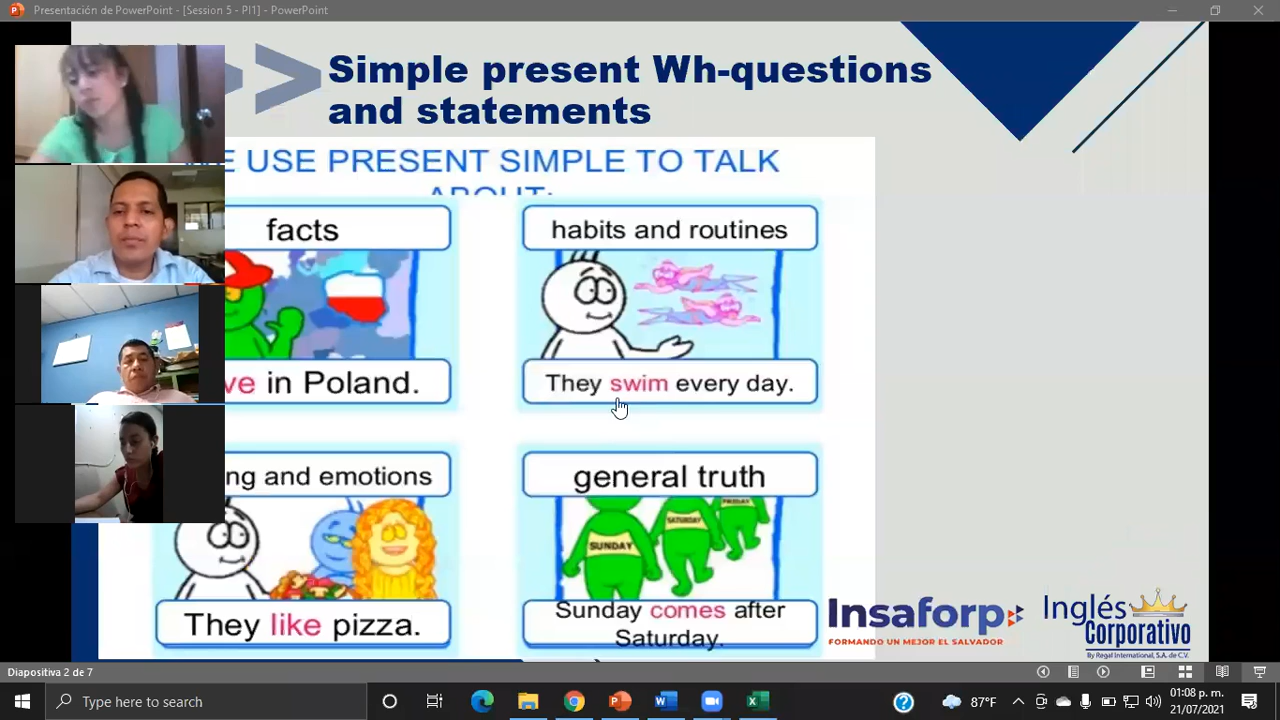 Presentación de PowerPoint - [Session 5 - PI1] - PowerPoint
Simple present Wh-questions
and statements
USE PRESENT SIMPLE TO TALK
ABOUT:
facts
habits and routines
in Poland.
They swim every day.
and emotions
general truth
SUNDAY
SATURDAY
FRIDAY
They like pizza.
Sunday comes after
Saturday.
Insaforp
FORMANDO UN MEJOR EL SALVADOR
Inglés
Corporativo
By Regal International, S.A. de C.V.
Diapositiva 2 de 7
Type here to search
87°F
01:08 p. m.
21/07/2021